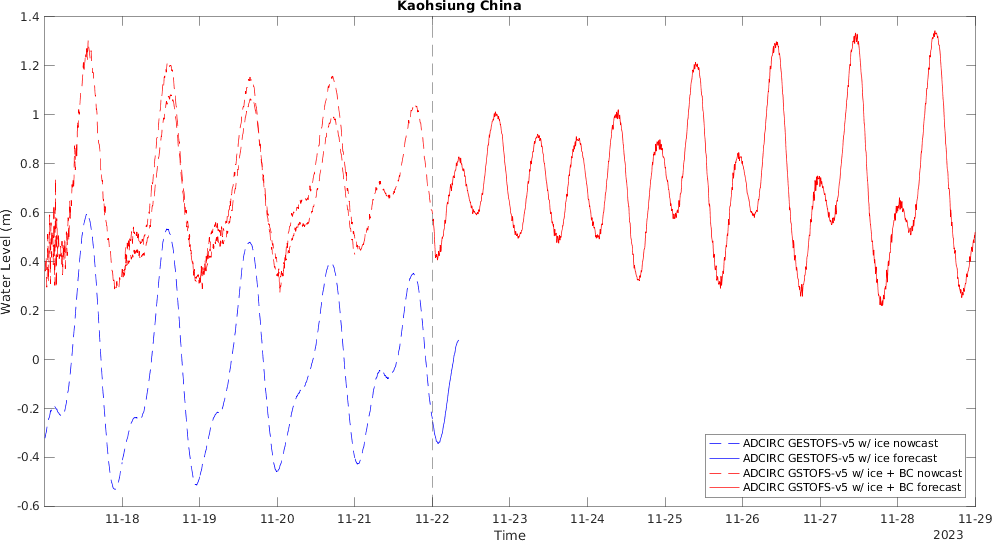 Kaohsiung China
1.4
1.2
1
0.8
0.6
0.4
0.2
0
-0.2
-0.4
-0.6
Water Level (m)
ADCIRC GESTOFS-v5 w/ ice nowcast
ADCIRC GESTOFS-v5 w/ ice forecast
ADCIRC GSTOFS-v5 w/ ice + BC nowcast
ADCIRC GSTOFS-v5 w/ ice + BC forecast
11-18 11-19 11-20 11-21 11-22 11-23 11-24 11-25 11-26 11-27 11-28 11-29
Time
2023